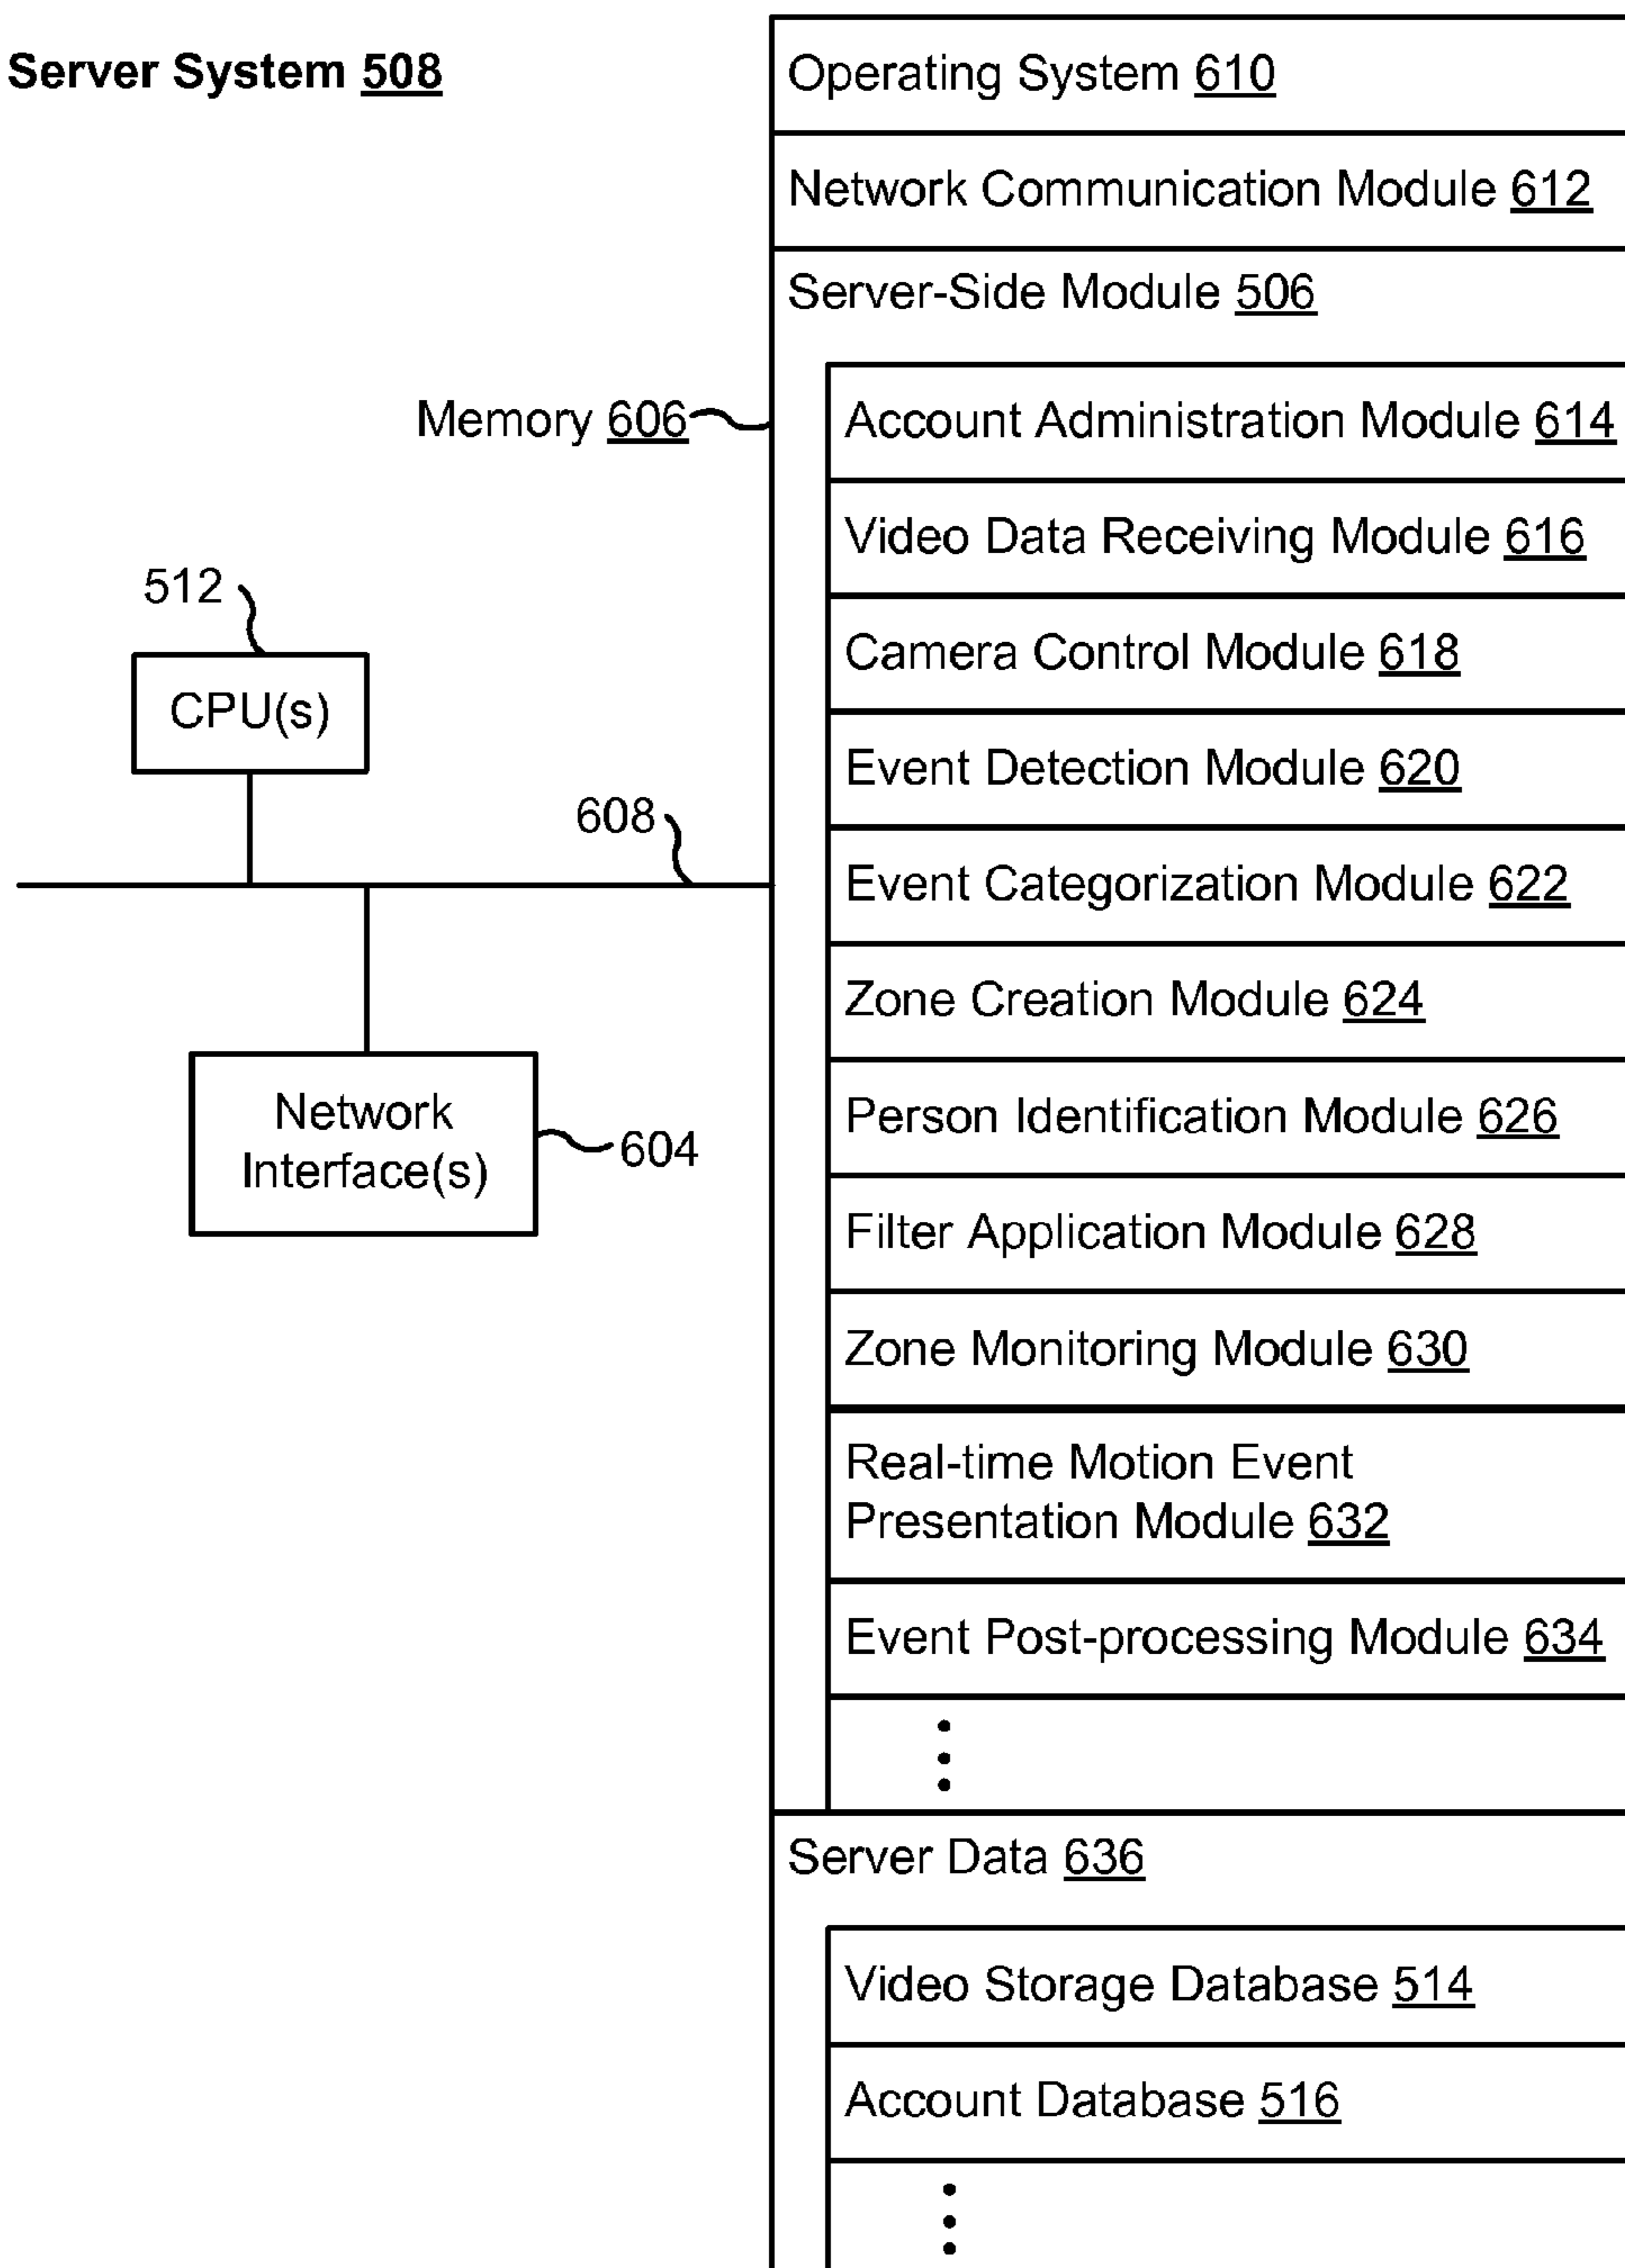 Server System 508
Operating System 610
Network Communication Module 612
Server-Side Module 506
Memory 606
Account Administration Module 614
Video Data Receiving Module 616
512
CPU(s)
Camera Control Module 618
Event Detection Module 620
608
Event Categorization Module 622
Zone Creation Module 624
Network
Interface(s)
604
Person Identification Module 626
Filter Application Module 628
Zone Monitoring Module 630
Real-time Motion Event
Presentation Module 632
Event Post-processing Module 634
Server Data 636
Video Storage Database 514
Account Database 516